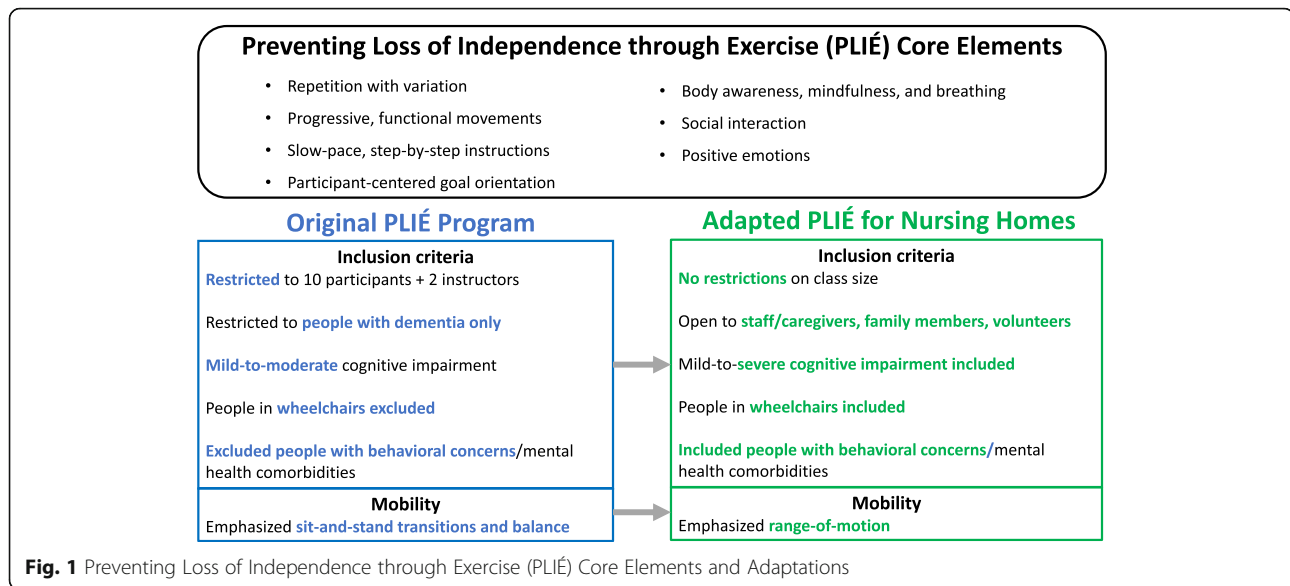 Preventing Loss of Independence through Exercise (PLIÉ) Core Elements
• Repetition with variation
• Progressive, functional movements
• Slow-pace, step-by-step instructions
• Participant-centered goal orientation
• Body awareness, mindfulness, and breathing
• Social interaction
• Positive emotions
Original PLIÉ Program
Inclusion criteria
Restricted to 10 participants + 2 instructors
Restricted to people with dementia only
Mild-to-moderate cognitive impairment
People in wheelchairs excluded
Excluded people with behavioral concerns/mental
health comorbidities
Mobility
Emphasized sit-and-stand transitions and balance
Adapted PLIÉ for Nursing Homes
Inclusion criteria
No restrictions on class size
Open to staff/caregivers, family members, volunteers
Mild-to-severe cognitive impairment included
People in wheelchairs included
Included people with behavioral concerns/mental
health comorbidities
Mobility
Emphasized range-of-motion
Fig. 1 Preventing Loss of Independence through Exercise (PLIÉ) Core Elements and Adaptations